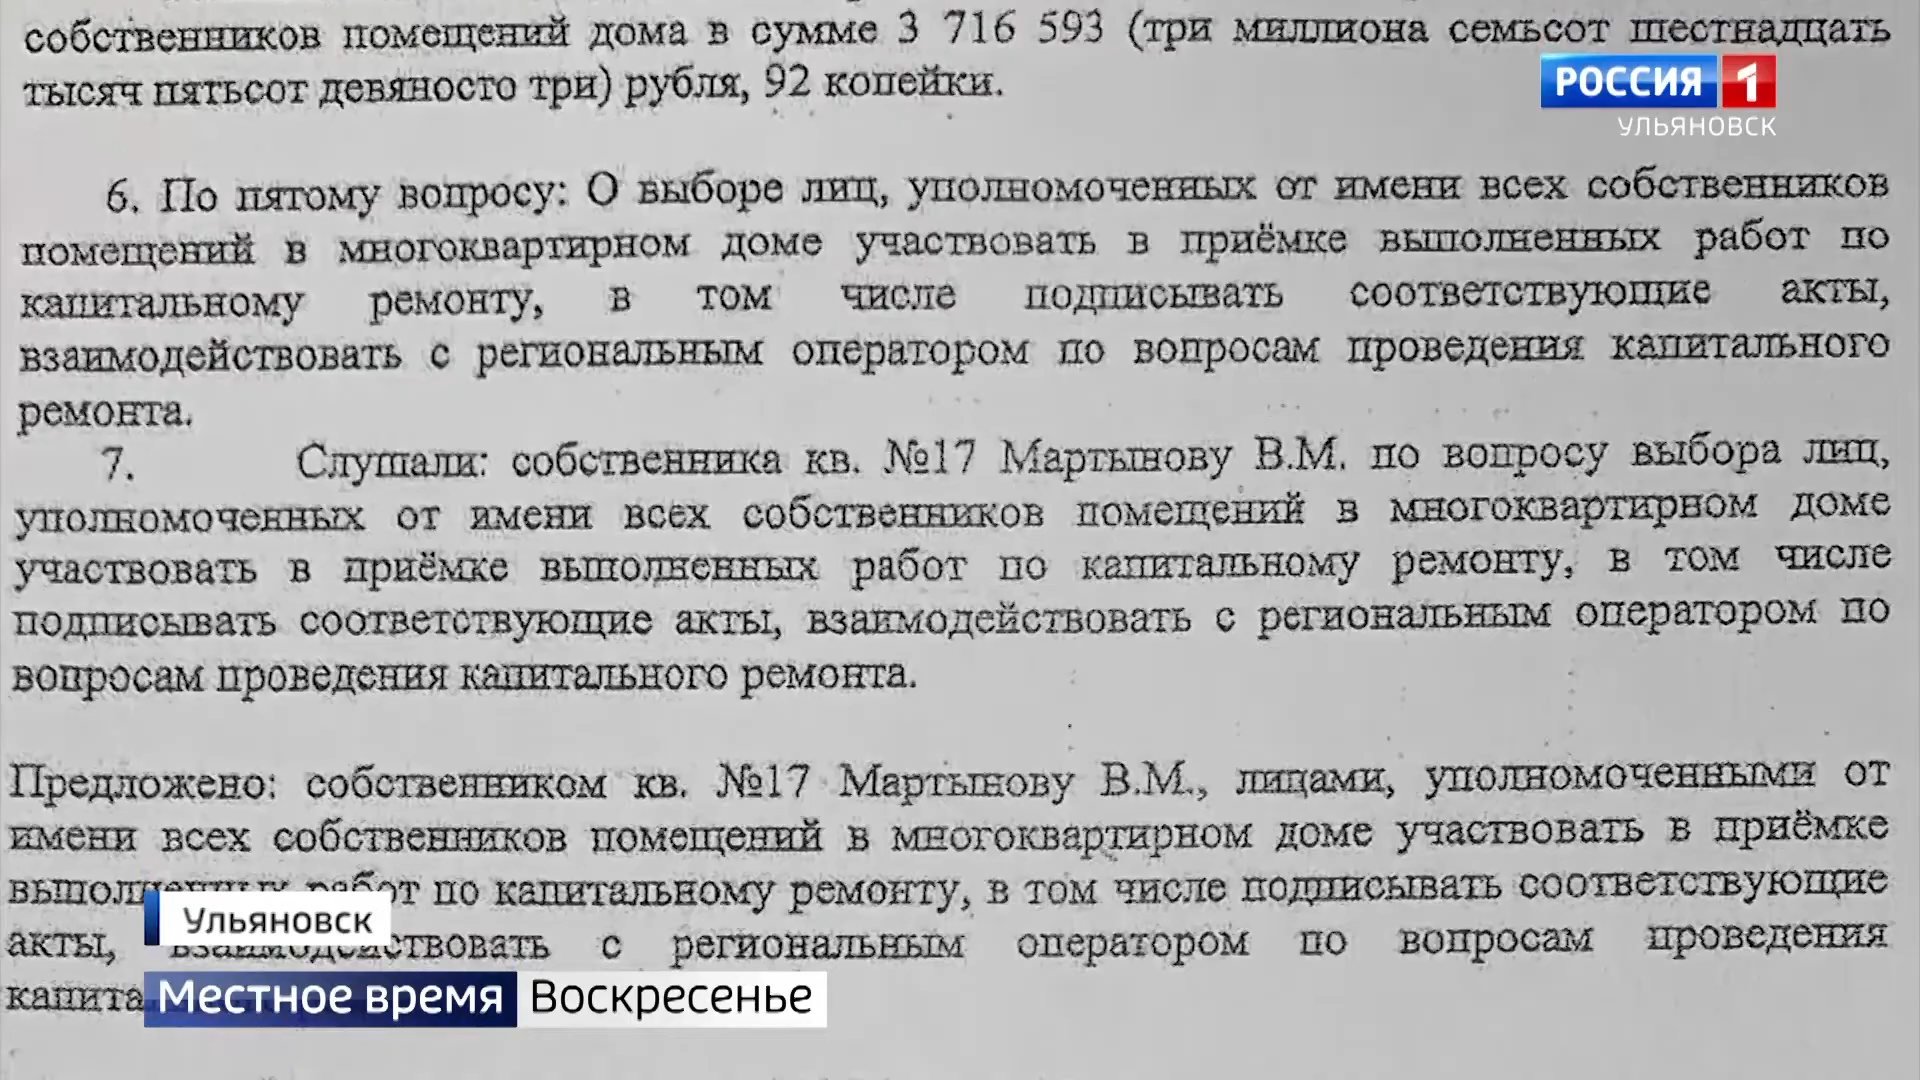 собственников помещений дома в сумме 3 716 593 (три миллиона семьсот шестнадцать
тысяч пятьсот девяносто три) рубля, 92 копейки.
РОССИЯ 1
УЛЬЯНОВСК
6. По пятому вопросу: О выборе лиц, уполномоченных от имени всех собственников
помещений в многоквартирном доме участвовать в приёмке выполненных работ по
капитальному ремонту, в том числе подписывать соответствующие акты,
взаимодействовать с региональным оператором по вопросам проведения капитального
ремонта.
7. Слушали: собственника кв. №17 Мартынову В.М. по вопросу выбора лиц,
уполномоченных от имени всех собственников помещений в многоквартирном доме
участвовать в приёмке выполненных работ по капитальному ремонту, в том числе
подписывать соответствующие акты, взаимодействовать с региональным оператором по
вопросам проведения капитального ремонта.
Предложено: собственником кв. №17 Мартынову В.М., лицами, уполномоченными от
имени всех собственников помещений в многоквартирном доме участвовать в приёмке
выполненных работ по капитальному ремонту, в том числе подписывать соответствующие
акты, взаимодействовать с региональным оператором по вопросам проведения
Ульяновск
Местное время Воскресенье